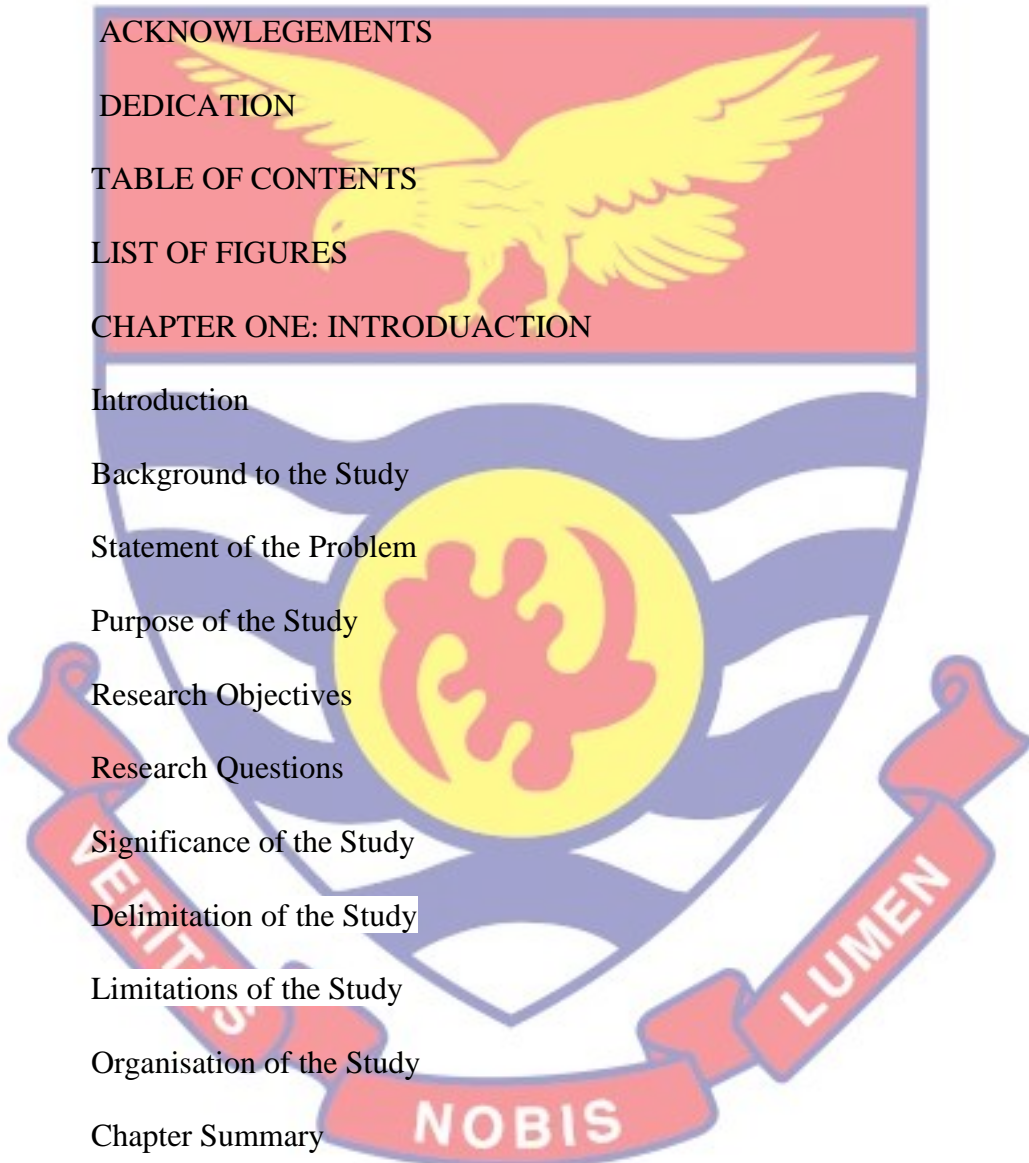 ACKNOWLEGEMENTS
DEDICATION
TABLE OF CONTENTS
LIST OF FIGURES
CHAPTER ONE: INTRODUACTION
Introduction
Background to the Study
Statement of the Problem
Purpose of the Study
Research Objectives
Research Questions
Significance of the Study
Delimitation of the Study
Limitations of the Study
Organisation of the Study
Chapter Summary
VERITAS
NOBIS
LUMEN